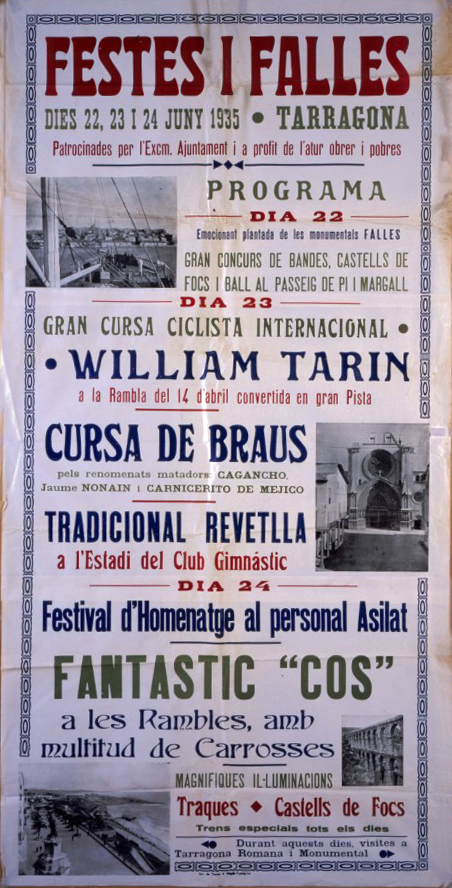 FESTES I FALLES
DIES 22, 23 I 24 JUNY 1935 • TARRAGONA
Patrocinades per l'Excm. Ajuntament i a profit de l'atur obrer i pobres
PROGRAMA
DIA 22
Emocionant plantada de les monumentals FALLES
GRAN CONCURS DE BANDES, CASTELLS DE
FOCS I BALL AL PASSEIG DE PI I MARGALL
DIA 23
GRAN CURSA CICLISTA INTERNACIONAL •
• WILLIAM TARIN
a la Rambla del 14 d'abril convertida en gran Pista
CURSA DE BRAUS
pels renomenats matadors: CAGANCHO,
Jaume NONAIN i CARNICERITO DE MEJICO
TRADICIONAL REVETLLA
a l'Estadi del Club Gimnástic
DIA 24
Festival d'Homenatge al personal Asilat
FANTASTIC "COS"
a les Rambles, amb
multitud de Carrosses
MAGNIFIQUES IL·LUMINACIONS
Traques ◆ Castells de Focs
Trens especials tots els dies
Durant aquests dies, visites a
Tarragona Romana i Monumental